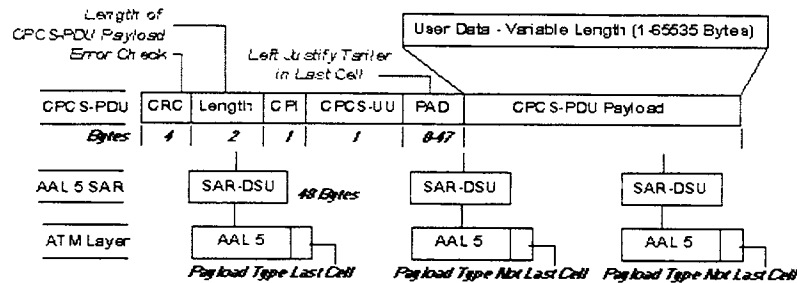 Length of
CPCS-PDU Payload
Error Check
Left Justify Tariler
in Last Cell
User Data - Variable Length (1-65535 Bytes)
CPCS-PDU CRC Length CPI CPCS-UU PAD CPCS-PDU Payload
Bytes 4 2 1 1 0-47
AAL 5 SAR SAR-DSU 48 Bytes SAR-DSU SAR-DSU
ATM Layer AAL 5 AAL 5 AAL 5
Payload Type Last Cell Payload Type Not Last Cell Payload Type Not Last Cell